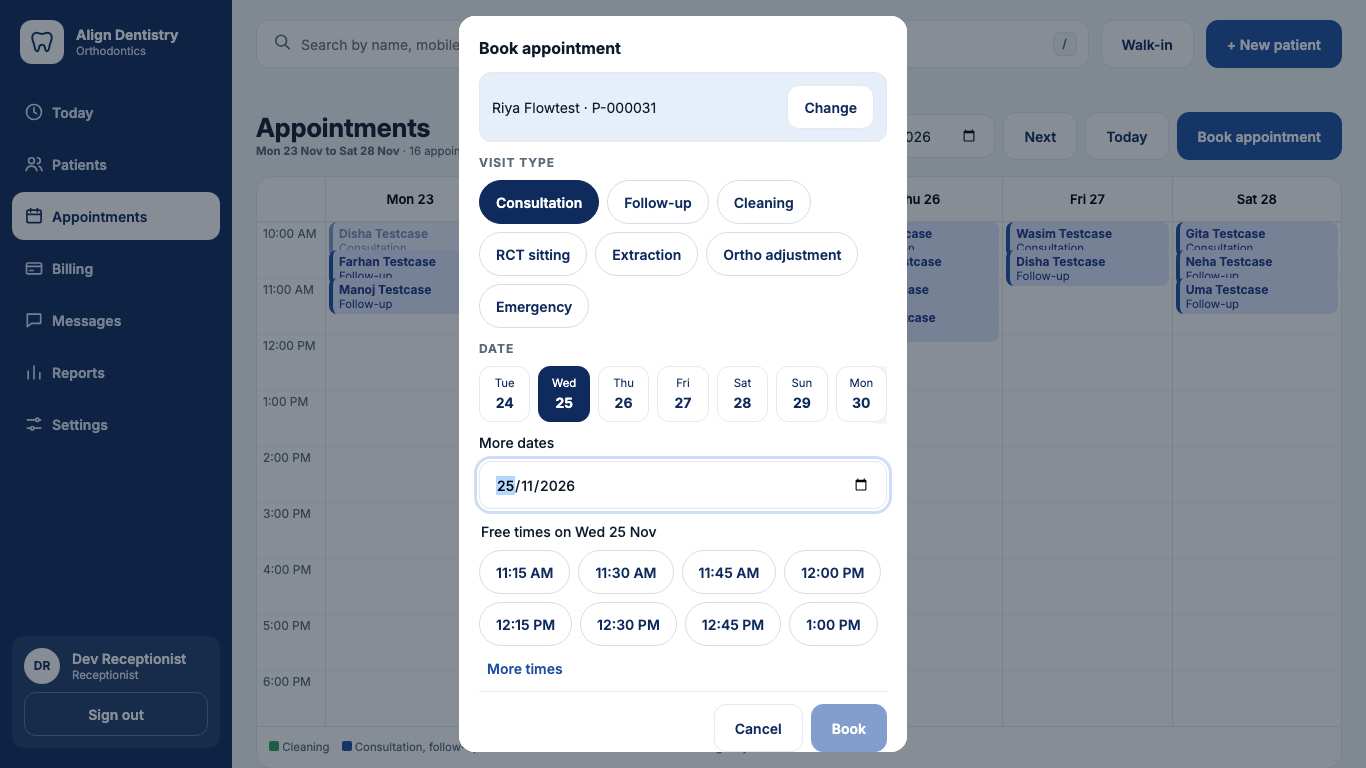 Align Dentistry
Orthodontics
Today
Patients
Appointments
Billing
Messages
Reports
Settings
DR
Dev Receptionist
Receptionist
Sign out
Search by name, mobile
/
Walk-in
+ New patient
Appointments
Mon 23 Nov to Sat 28 Nov · 16
Next
Today
Book appointment
Mon 23
26
Fri 27
Sat 28
10:00 AM
11:00 AM
12:00 PM
1:00 PM
2:00 PM
3:00 PM
4:00 PM
5:00 PM
6:00 PM
Disha Testcase
Consultation
Farhan Testcase
Follow-up
Manoj Testcase
Follow-up
Wasim Testcase
Consultation
Disha Testcase
Follow-up
Gita Testcase
Consultation
Neha Testcase
Follow-up
Uma Testcase
Follow-up
Cleaning
Consultation,
Book appointment
Riya Flowtest · P-000031
Change
VISIT TYPE
Consultation
Follow-up
Cleaning
RCT sitting
Extraction
Ortho adjustment
Emergency
DATE
Tue
24
Wed
25
Thu
26
Fri
27
Sat
28
Sun
29
Mon
30
More dates
25/11/2026
Free times on Wed 25 Nov
11:15 AM
11:30 AM
11:45 AM
12:00 PM
12:15 PM
12:30 PM
12:45 PM
1:00 PM
More times
Cancel
Book